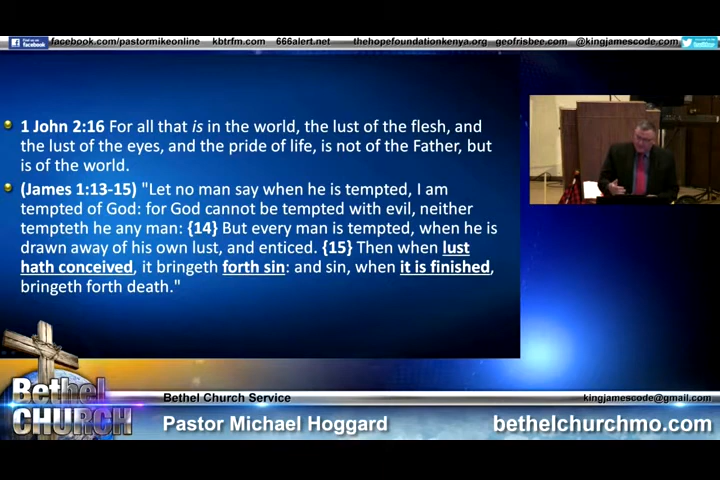 Find us on facebook
facebook.com/pastormikeonline kbtrfm.com 666alert.net thehopefoundationkenya.org geofrisbee.com @kingjamescode.com
1 John 2:16 For all that is in the world, the lust of the flesh, and
the lust of the eyes, and the pride of life, is not of the Father, but
is of the world.
(James 1:13-15) "Let no man say when he is tempted, I am
tempted of God: for God cannot be tempted with evil, neither
tempteth he any man: {14} But every man is tempted, when he is
drawn away of his own lust, and enticed. {15} Then when lust
hath conceived, it bringeth forth sin: and sin, when it is finished,
bringeth forth death."
Bethel
CHURCH
Bethel Church Service
kingjamescode@gmail.com
Pastor Michael Hoggard
bethelchurchmo.com